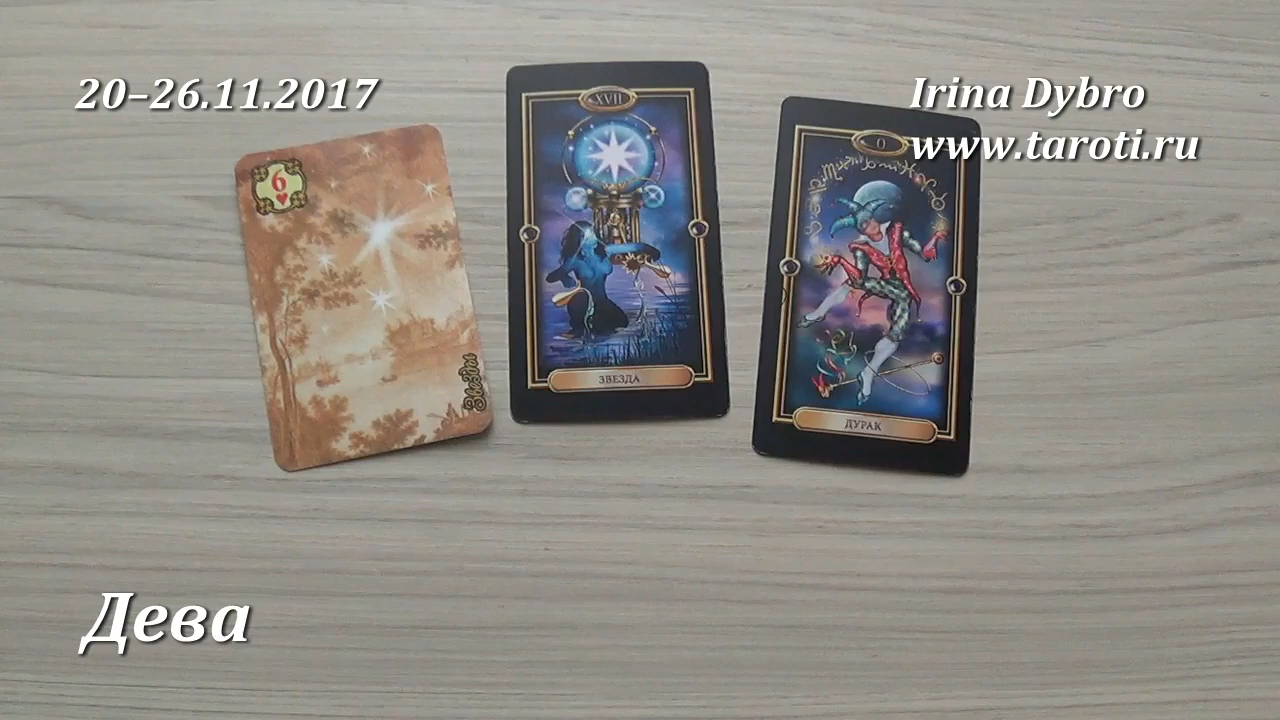 20–26.11.2017
Irina Dybro
www.taroti.ru
6
Звезды
XVII
ЗВЕЗДА
0
ДУРАК
Дева